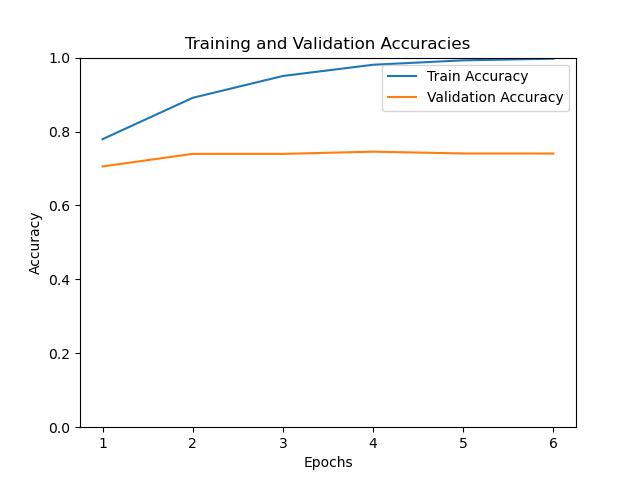 Training and Validation Accuracies
1.0
Train Accuracy
Validation Accuracy
0.8
0.6
Accuracy
0.4
0.2
0.0
1 2 3 4 5 6
Epochs